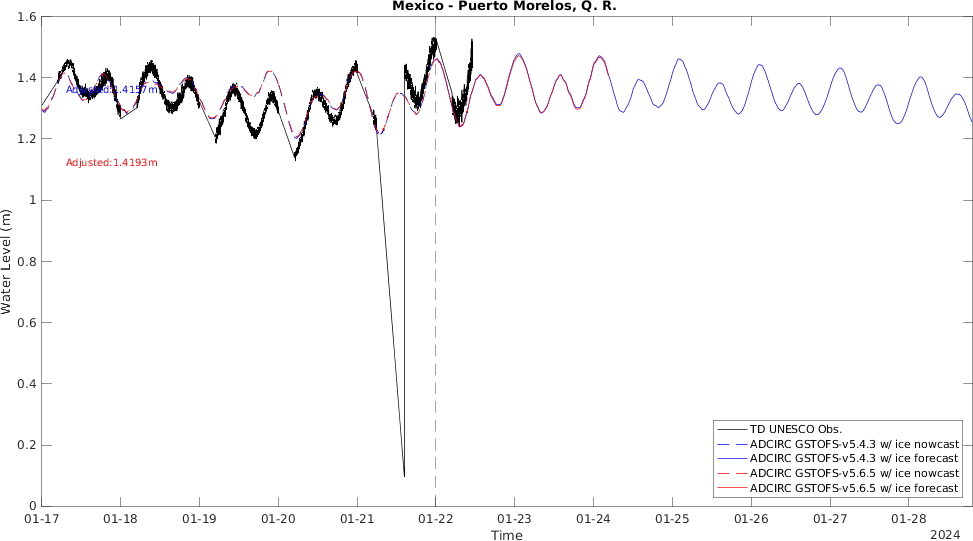 Mexico - Puerto Morelos, Q. R.
1.6
1.4
1.2
1
0.8
0.6
0.4
0.2
0
Water Level (m)
Adjusted:1.4157m
Adjusted:1.4193m
TD UNESCO Obs.
ADCIRC GSTOFS-v5.4.3 w/ ice nowcast
ADCIRC GSTOFS-v5.4.3 w/ ice forecast
ADCIRC GSTOFS-v5.6.5 w/ ice nowcast
ADCIRC GSTOFS-v5.6.5 w/ ice forecast
01-17 01-18 01-19 01-20 01-21 01-22 01-23 01-24 01-25 01-26 01-27 01-28
Time
2024